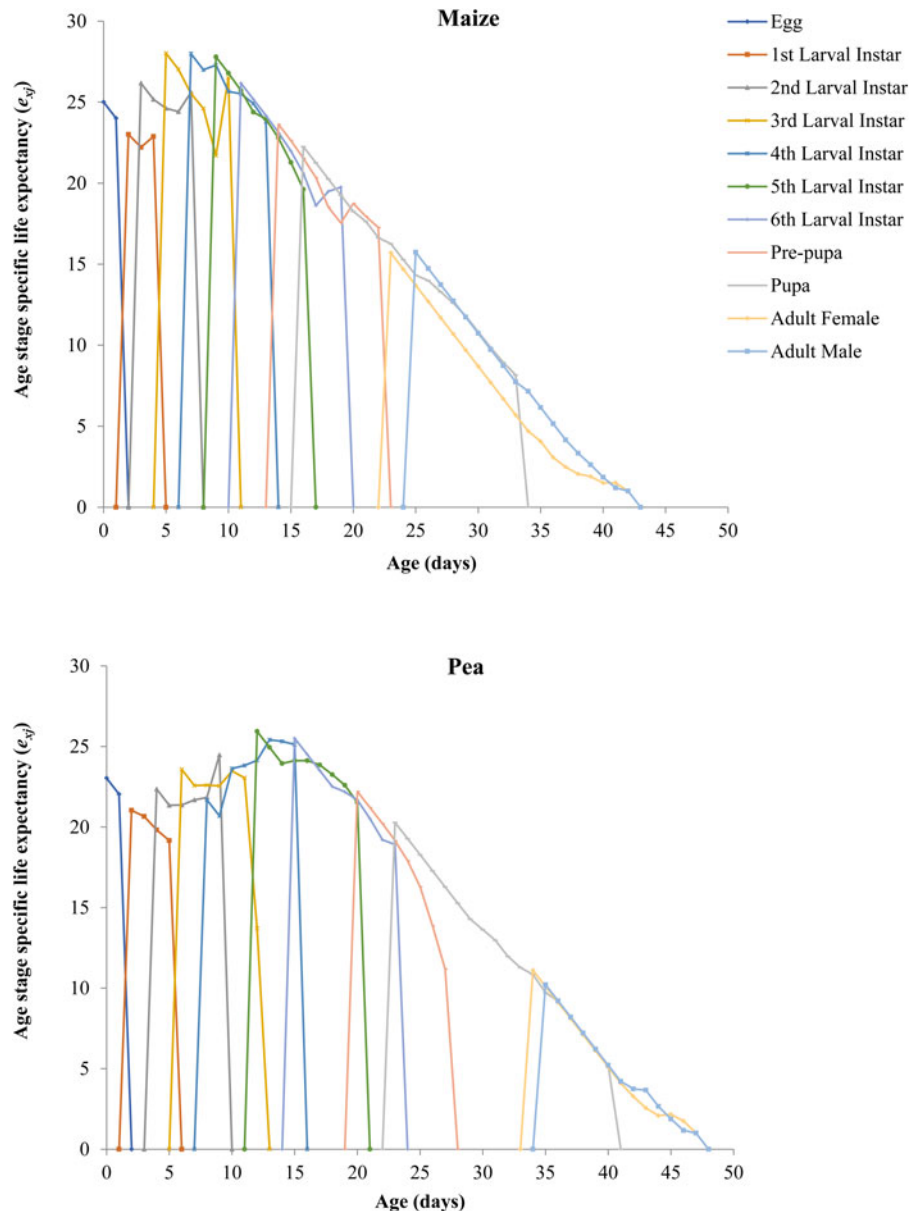 Maize
30
25
20
15
10
5
0
Age stage specific life expectancy (exj)
0 5 10 15 20 25 30 35 40 45 50
Age (days)
Egg
1st Larval Instar
2nd Larval Instar
3rd Larval Instar
4th Larval Instar
5th Larval Instar
6th Larval Instar
Pre-pupa
Pupa
Adult Female
Adult Male
Pea
30
25
20
15
10
5
0
Age stage specific life expectancy (exj)
0 5 10 15 20 25 30 35 40 45 50
Age (days)